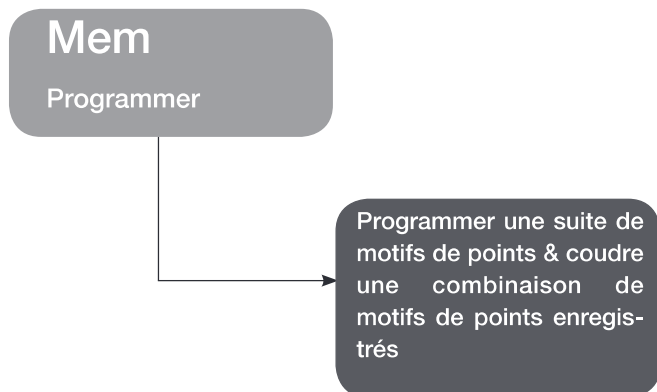 Mem
Programmer
Programmer une suite de
motifs de points & coudre
une combinaison de
motifs de points enregis-
trés